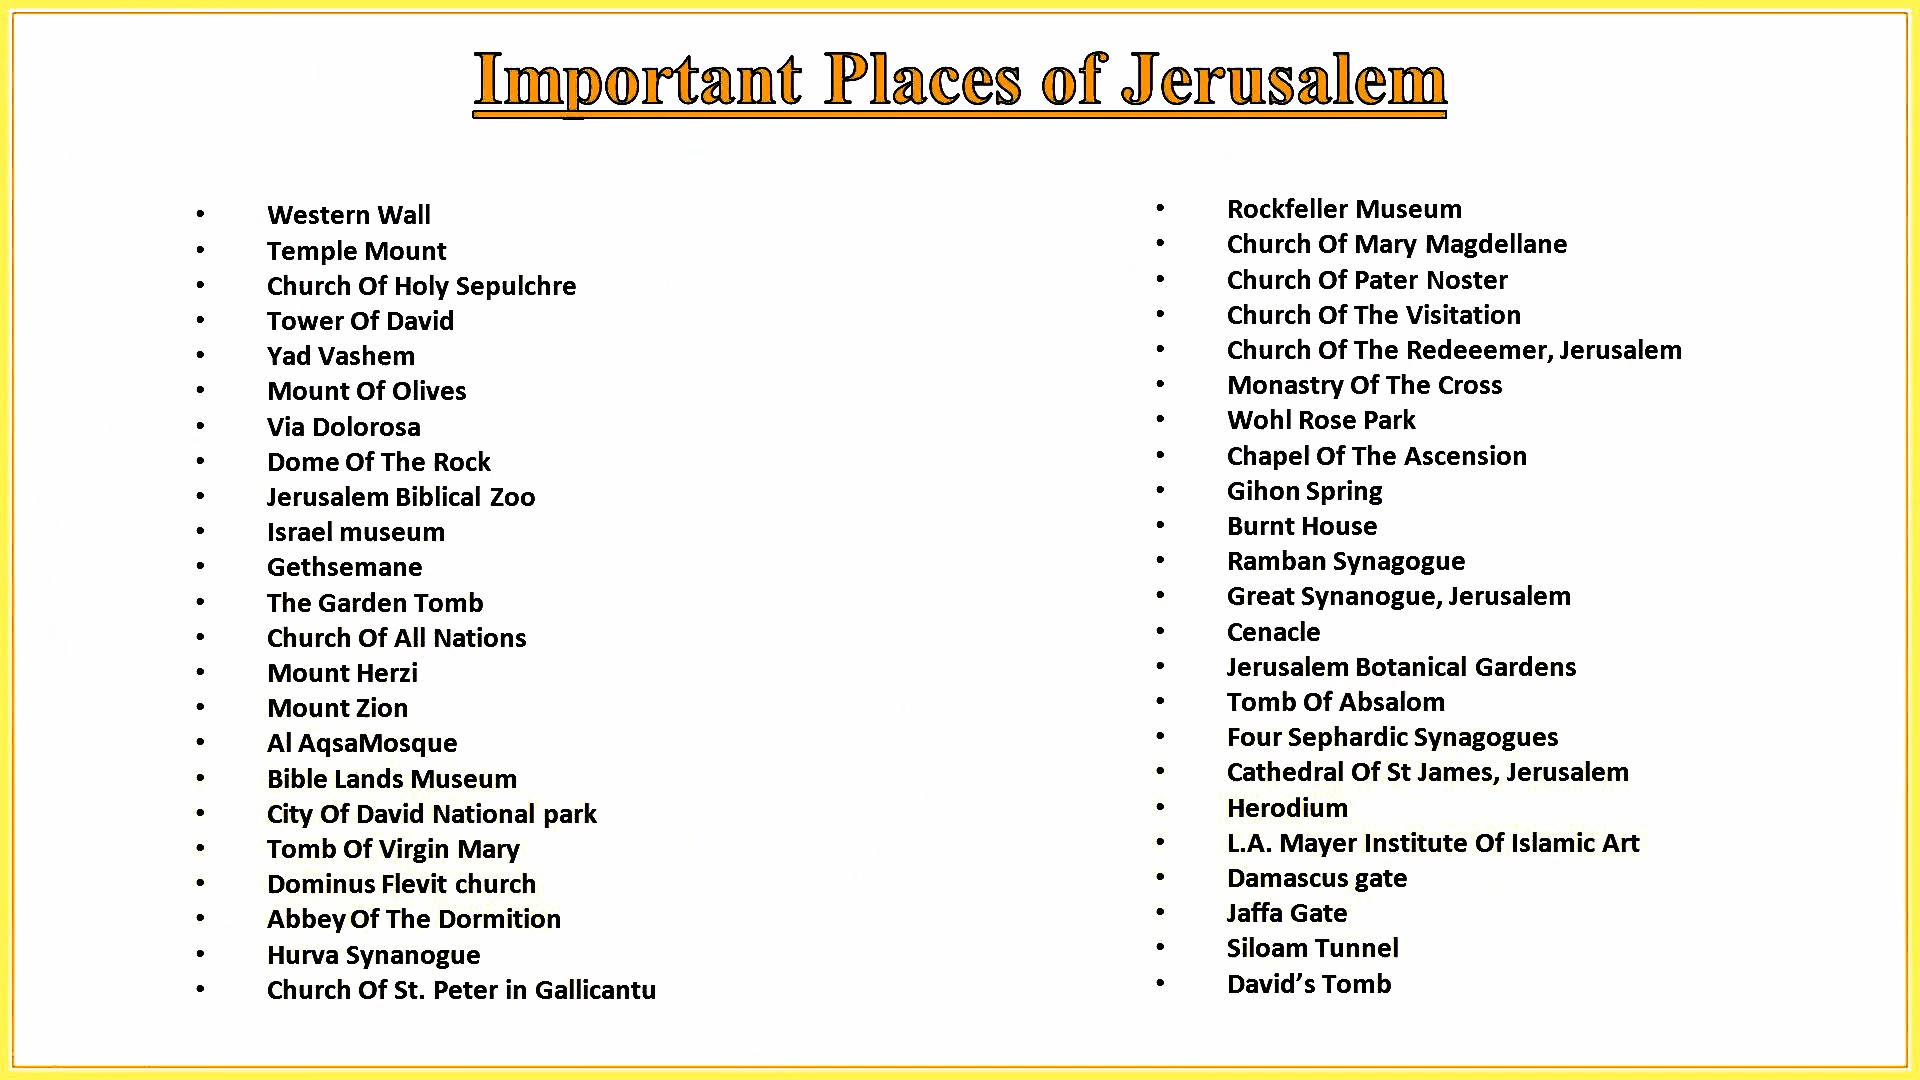 Important Places of Jerusalem
• Western Wall
• Temple Mount
• Church Of Holy Sepulchre
• Tower Of David
• Yad Vashem
• Mount Of Olives
• Via Dolorosa
• Dome Of The Rock
• Jerusalem Biblical Zoo
• Israel museum
• Gethsemane
• The Garden Tomb
• Church Of All Nations
• Mount Herzi
• Mount Zion
• Al AqsaMosque
• Bible Lands Museum
• City Of David National park
• Tomb Of Virgin Mary
• Dominus Flevit church
• Abbey Of The Dormition
• Hurva Synanogue
• Church Of St. Peter in Gallicantu
• Rockfeller Museum
• Church Of Mary Magdellane
• Church Of Pater Noster
• Church Of The Visitation
• Church Of The Redeeemer, Jerusalem
• Monastry Of The Cross
• Wohl Rose Park
• Chapel Of The Ascension
• Gihon Spring
• Burnt House
• Ramban Synagogue
• Great Synanogue, Jerusalem
• Cenacle
• Jerusalem Botanical Gardens
• Tomb Of Absalom
• Four Sephardic Synagogues
• Cathedral Of St James, Jerusalem
• Herodium
• L.A. Mayer Institute Of Islamic Art
• Damascus gate
• Jaffa Gate
• Siloam Tunnel
• David’s Tomb